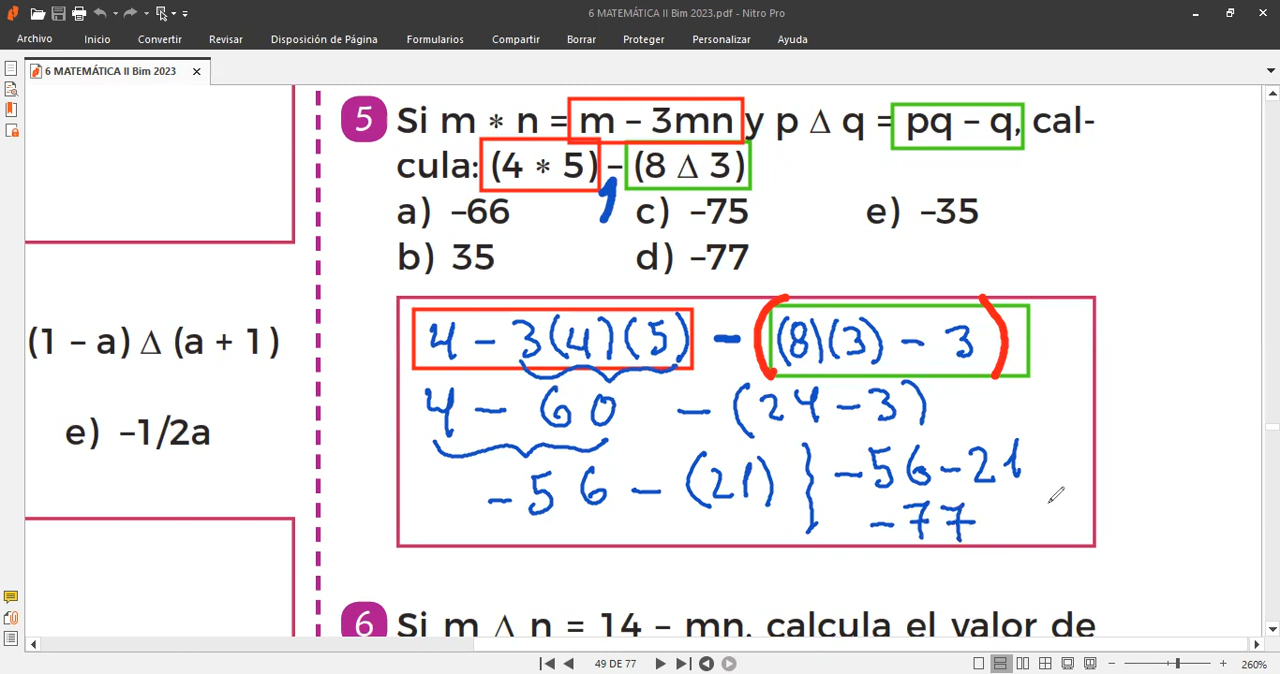 6 MATEMÁTICA II Bim 2023.pdf - Nitro Pro
Archivo Inicio Convertir Revisar Disposición de Página Formularios Compartir Borrar Proteger Personalizar Ayuda
6 MATEMÁTICA II Bim 2023 ×
5 Si m * n = m – 3mn y p Δ q = pq – q, cal-
cula: (4 * 5) – (8 Δ 3)
a) –66 c) –75 e) –35
b) 35 d) –77
4 - 3(4)(5) - ((8)(3) - 3)
4 - 60 - (24 - 3)
-56 - (21) } -56 - 21
-77
(1 – a) Δ (a + 1)
e) –1/2a
6 Si m Δ n = 14 – mn, calcula el valor de
49 DE 77
260%